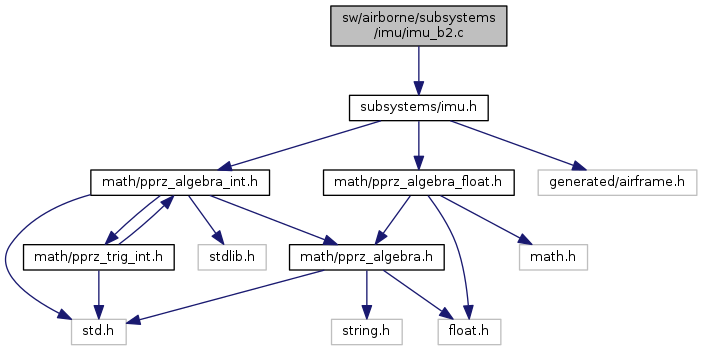 sw/airborne/subsystems
/imu/imu_b2.c
subsystems/imu.h
math/pprz_algebra_int.h
math/pprz_algebra_float.h
generated/airframe.h
math/pprz_trig_int.h
stdlib.h
math/pprz_algebra.h
math.h
std.h
string.h
float.h